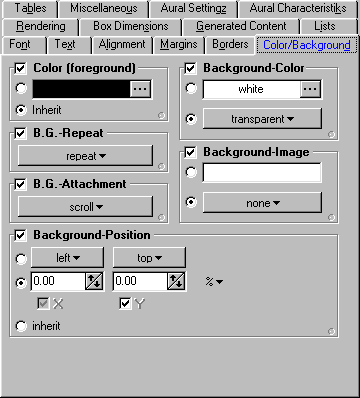 Tables Miscellaneous Aural Settings Aural Characteristiks
Rendering Box Dimensions Generated Content Lists
Font Text Alignment Margins Borders Color/Background
Color (foreground)
Inherit
Background-Color
white
transparent
B.G.-Repeat
repeat
Background-Image
none
B.G.-Attachment
scroll
Background-Position
left top
0.00 0.00 %
X Y
inherit